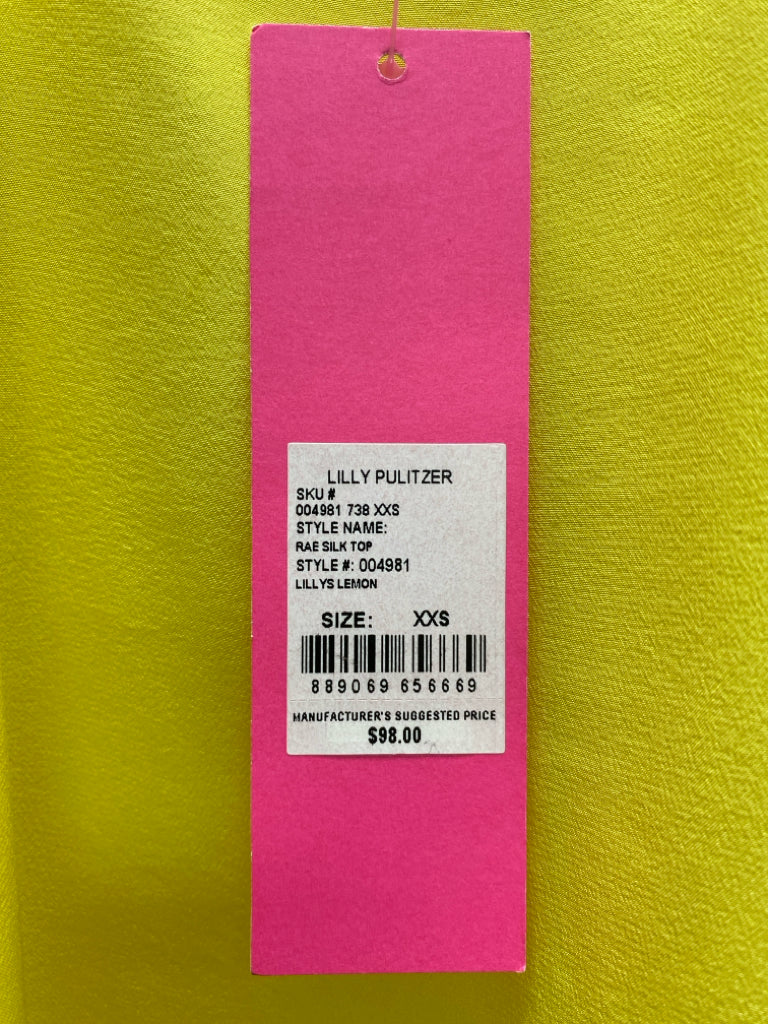 LILLY PULITZER
SKU #
004981 738 XXS
STYLE NAME:
RAE SILK TOP
STYLE #: 004981
LILLYS LEMON
SIZE: XXS
889069 656669
MANUFACTURER'S SUGGESTED PRICE
$98.00